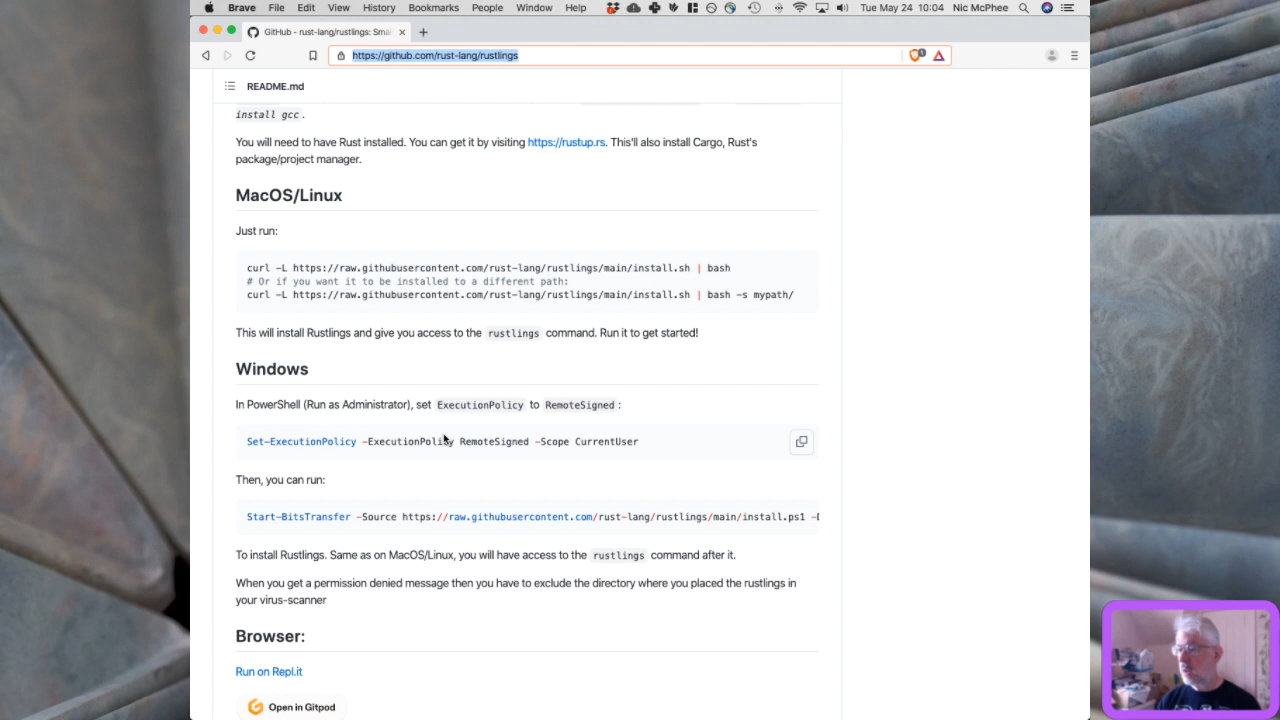 Brave File Edit View History Bookmarks People Window Help Tue May 24 10:04 Nic McPhee
GitHub - rust-lang/rustlings: Sma
https://github.com/rust-lang/rustlings
1
README.md
install gcc.
You will need to have Rust installed. You can get it by visiting https://rustup.rs. This'll also install Cargo, Rust's
package/project manager.
MacOS/Linux
Just run:
curl -L https://raw.githubusercontent.com/rust-lang/rustlings/main/install.sh | bash
# Or if you want it to be installed to a different path:
curl -L https://raw.githubusercontent.com/rust-lang/rustlings/main/install.sh | bash -s mypath/
This will install Rustlings and give you access to the rustlings command. Run it to get started!
Windows
In PowerShell (Run as Administrator), set ExecutionPolicy to RemoteSigned :
Set-ExecutionPolicy -ExecutionPolicy RemoteSigned -Scope CurrentUser
Then, you can run:
Start-BitsTransfer -Source https://raw.githubusercontent.com/rust-lang/rustlings/main/install.ps1 -D
To install Rustlings. Same as on MacOS/Linux, you will have access to the rustlings command after it.
When you get a permission denied message then you have to exclude the directory where you placed the rustlings in
your virus-scanner
Browser:
Run on Repl.it
Open in Gitpod